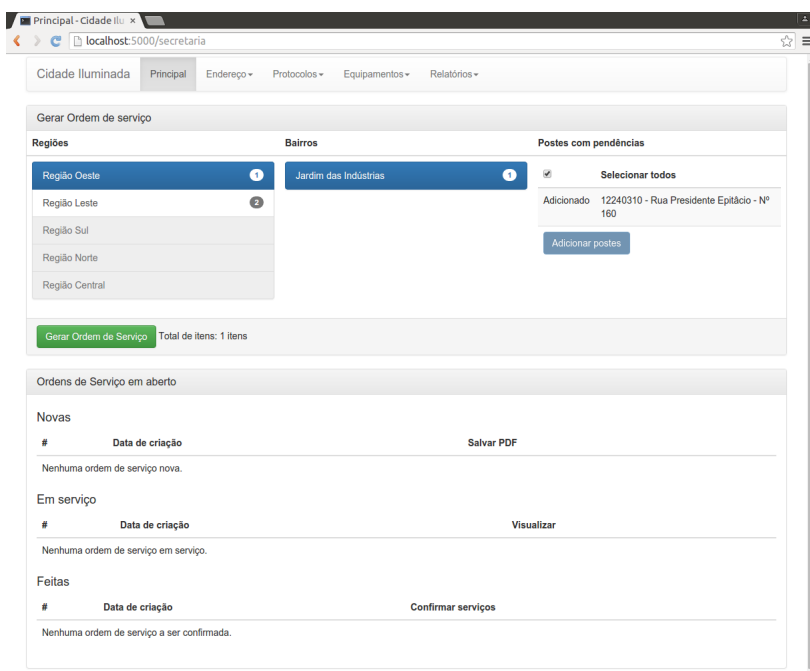 Principal - Cidade Ilu
localhost:5000/secretaria
Cidade Iluminada Principal Endereço Protocolos Equipamentos Relatórios
Gerar Ordem de serviço
Regiões Bairros Postes com pendências
Região Oeste 1 Jardim das Indústrias 1 Selecionar todos
Região Leste 2 Adicionado 12240310 - Rua Presidente Epitácio - Nº
160
Região Sul
Região Norte Adicionar postes
Região Central
Gerar Ordem de Serviço Total de itens: 1 itens
Ordens de Serviço em aberto
Novas
# Data de criação Salvar PDF
Nenhuma ordem de serviço nova.
Em serviço
# Data de criação Visualizar
Nenhuma ordem de serviço em serviço.
Feitas
# Data de criação Confirmar serviços
Nenhuma ordem de serviço a ser confirmada.